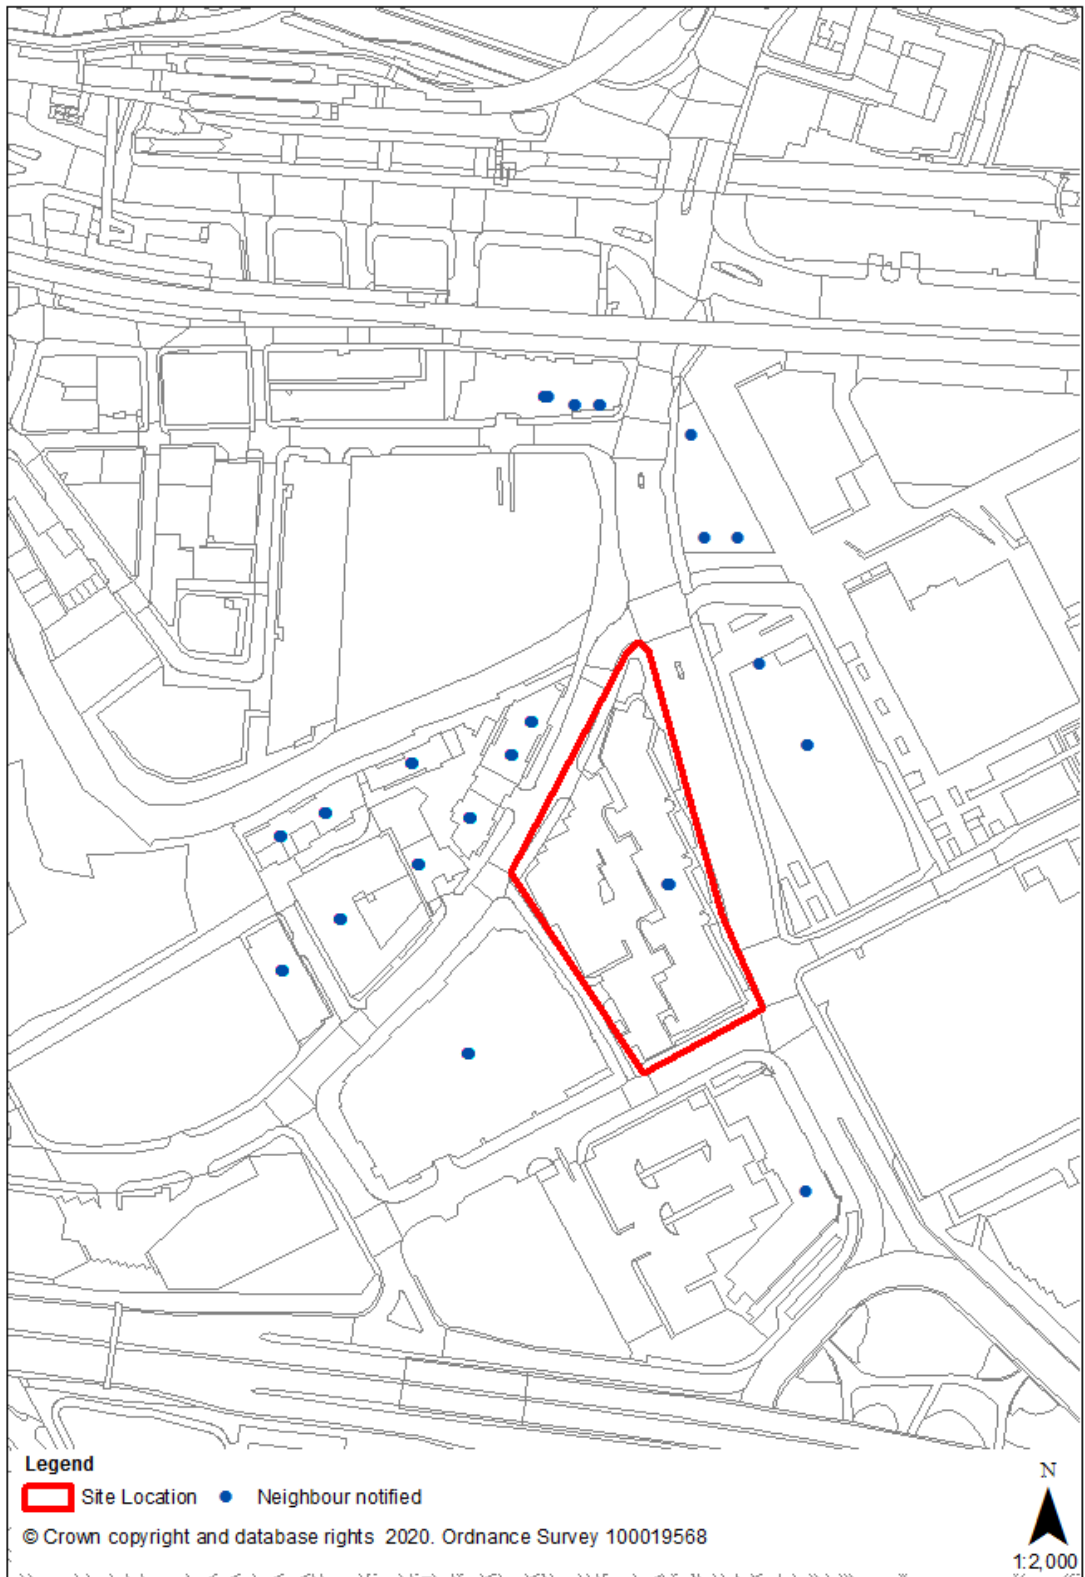 Legend
Site Location Neighbour notified
© Crown copyright and database rights 2020. Ordnance Survey 100019568
N
1:2,000